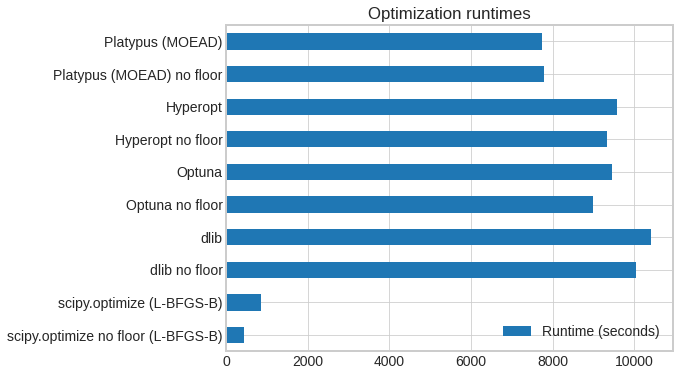 Optimization runtimes
Platypus (MOEAD)
Platypus (MOEAD) no floor
Hyperopt
Hyperopt no floor
Optuna
Optuna no floor
dlib
dlib no floor
scipy.optimize (L-BFGS-B)
scipy.optimize no floor (L-BFGS-B)
Runtime (seconds)
0 2000 4000 6000 8000 10000